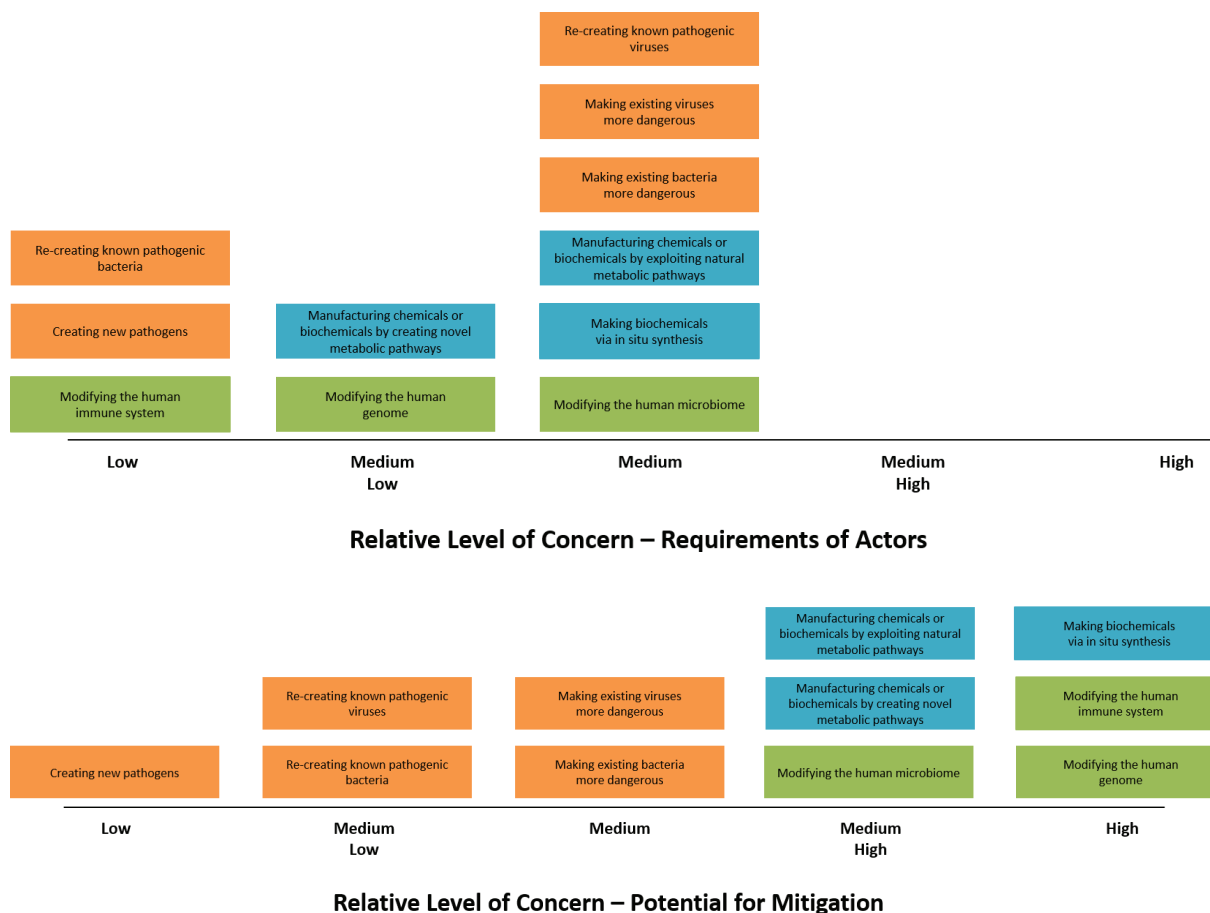 Re-creating known pathogenic
viruses
Making existing viruses
more dangerous
Making existing bacteria
more dangerous
Re-creating known pathogenic
bacteria
Manufacturing chemicals or
biochemicals by exploiting natural
metabolic pathways
Creating new pathogens
Manufacturing chemicals or
biochemicals by creating novel
metabolic pathways
Making biochemicals
via in situ synthesis
Modifying the human
immune system
Modifying the human
genome
Modifying the human microbiome
Low
Medium
Low
Medium
Medium
High
High
Relative Level of Concern – Requirements of Actors
Manufacturing chemicals or
biochemicals by exploiting natural
metabolic pathways
Making biochemicals
via in situ synthesis
Re-creating known pathogenic
viruses
Making existing viruses
more dangerous
Manufacturing chemicals or
biochemicals by creating novel
metabolic pathways
Modifying the human
immune system
Creating new pathogens
Re-creating known pathogenic
bacteria
Making existing bacteria
more dangerous
Modifying the human microbiome
Modifying the human
genome
Low
Medium
Low
Medium
Medium
High
High
Relative Level of Concern – Potential for Mitigation